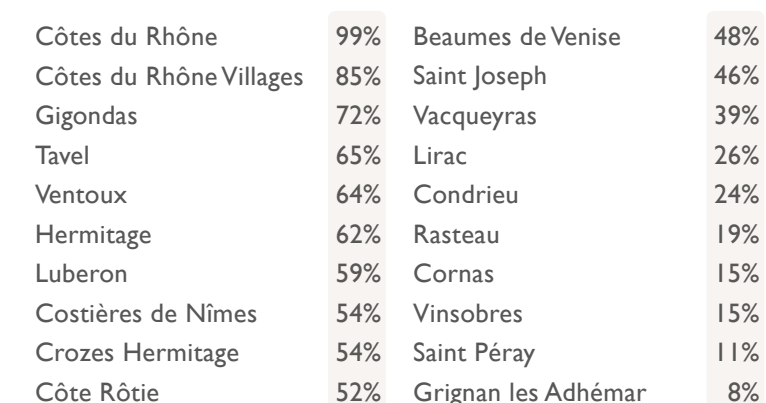 Côtes du Rhône 99%
Côtes du Rhône Villages 85%
Gigondas 72%
Tavel 65%
Ventoux 64%
Hermitage 62%
Luberon 59%
Costières de Nîmes 54%
Crozes Hermitage 54%
Côte Rôtie 52%
Beaumes de Venise 48%
Saint Joseph 46%
Vacqueyras 39%
Lirac 26%
Condrieu 24%
Rasteau 19%
Cornas 15%
Vinsobres 15%
Saint Péray 11%
Grignan les Adhémar 8%